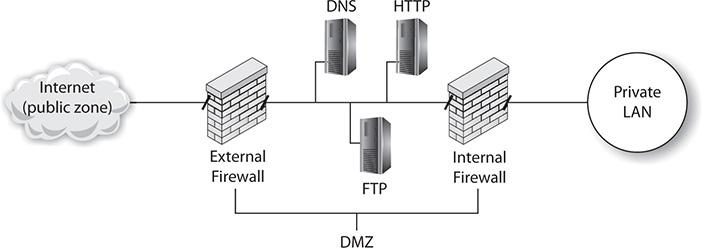 DNS
HTTP
Internet
(public zone)
Private
LAN
External
Firewall
FTP
Internal
Firewall
DMZ